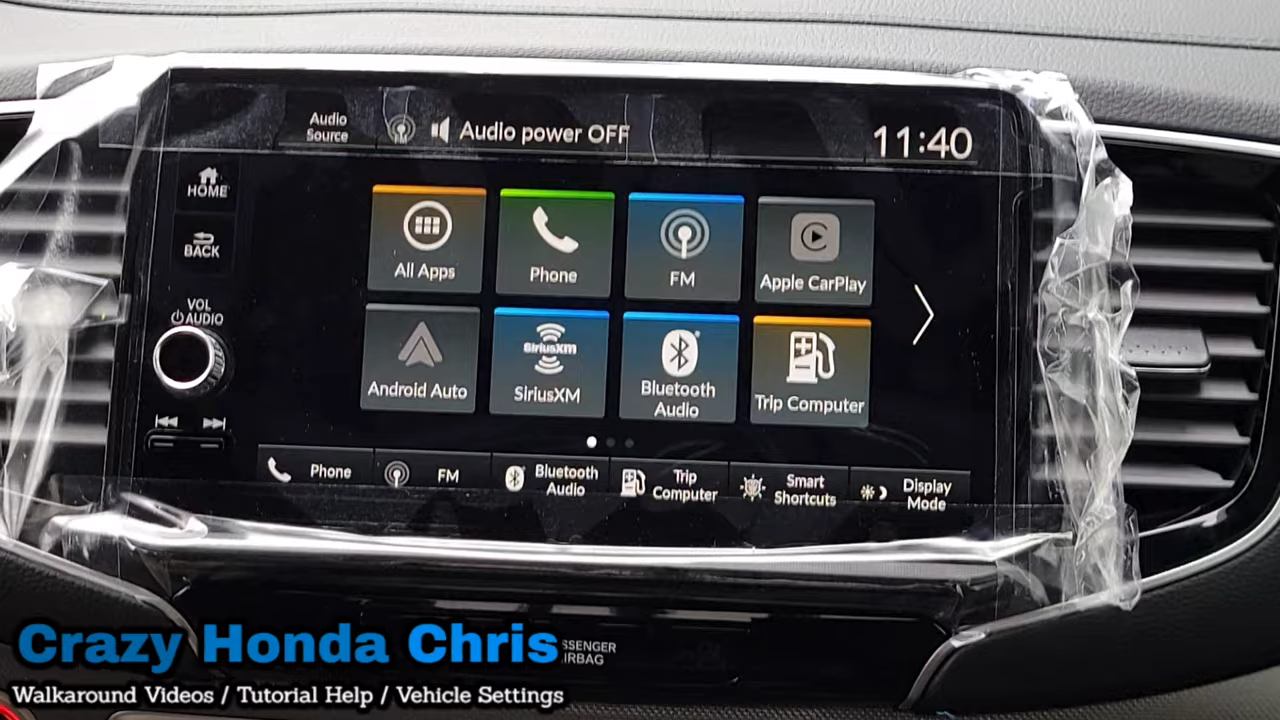 Audio
Source
FM
Audio power OFF
11:40
HOME
BACK
VOL
AUDIO
All Apps
Phone
FM
Apple CarPlay
Android Auto
SiriusXM
SiriusXM
Bluetooth
Audio
Trip Computer
Phone
FM
Bluetooth
Audio
Trip
Computer
Smart
Shortcuts
Display
Mode
Crazy Honda Chris
SSENGER
IRBAG
Walkaround Videos / Tutorial Help / Vehicle Settings